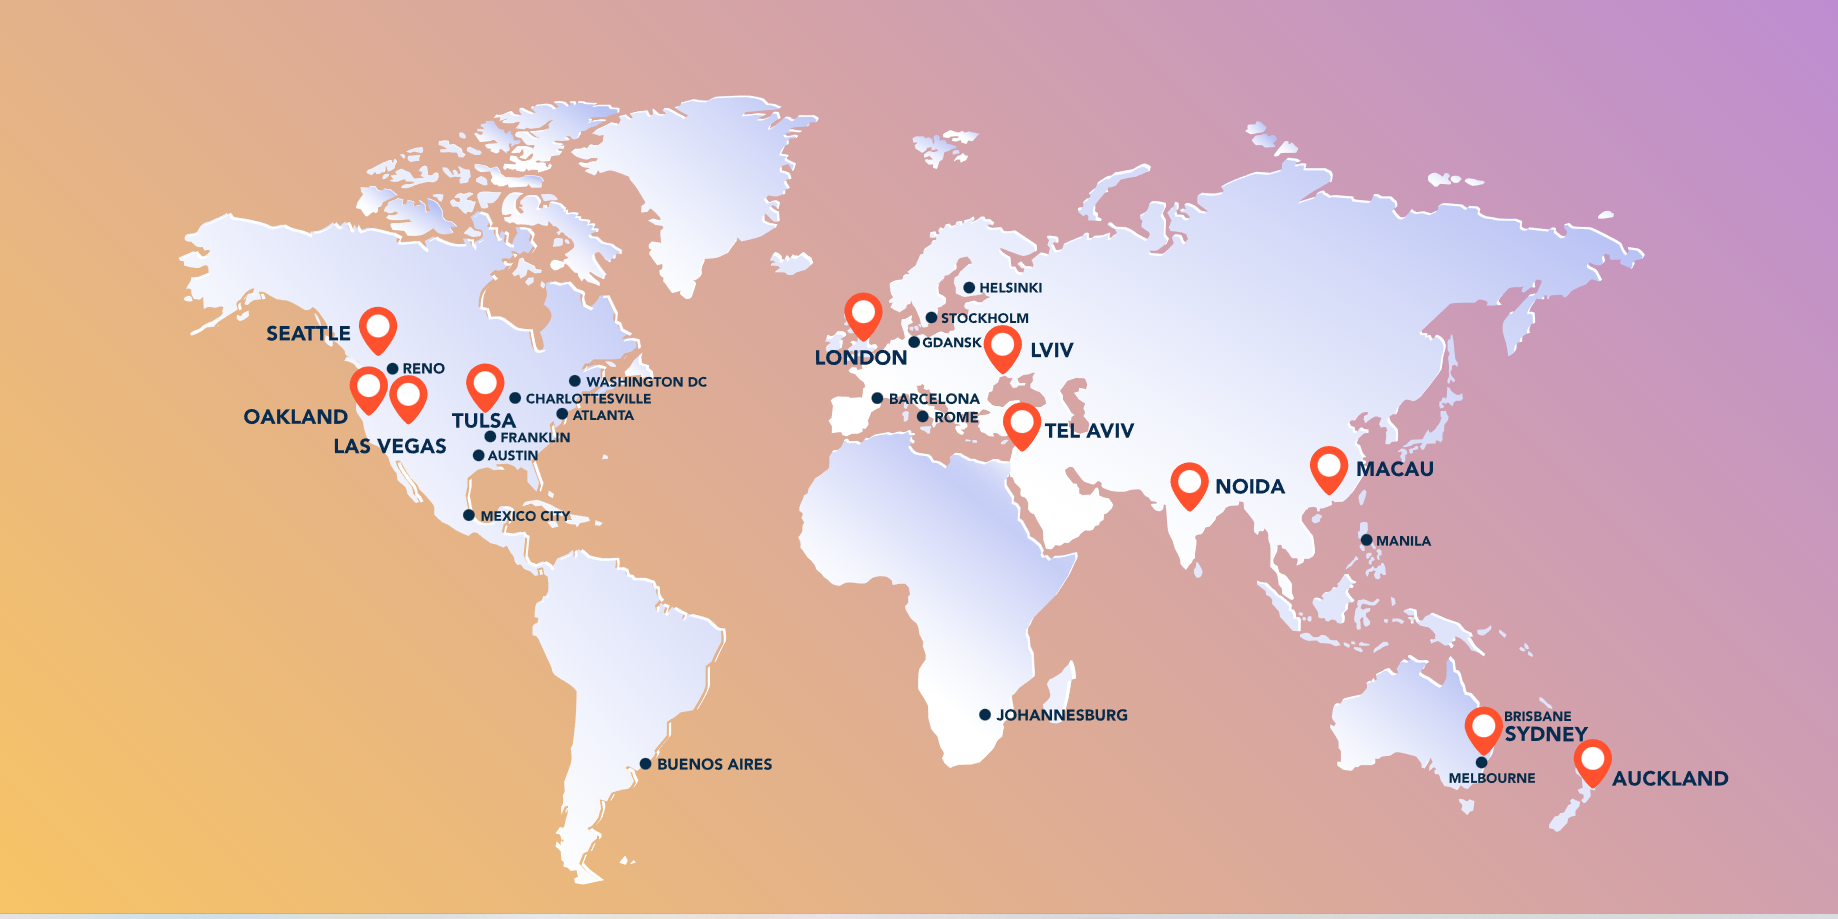 HELSINKI
STOCKHOLM
SEATTLE
GDANSK
LVIV
LONDON
RENO
WASHINGTON DC
CHARLOTTESVILLE
BARCELONA
OAKLAND
TULSA
ATLANTA
ROME
TEL AVIV
FRANKLIN
LAS VEGAS
AUSTIN
MACAU
NOIDA
MEXICO CITY
MANILA
JOHANNESBURG
BRISBANE
SYDNEY
BUENOS AIRES
MELBOURNE
AUCKLAND